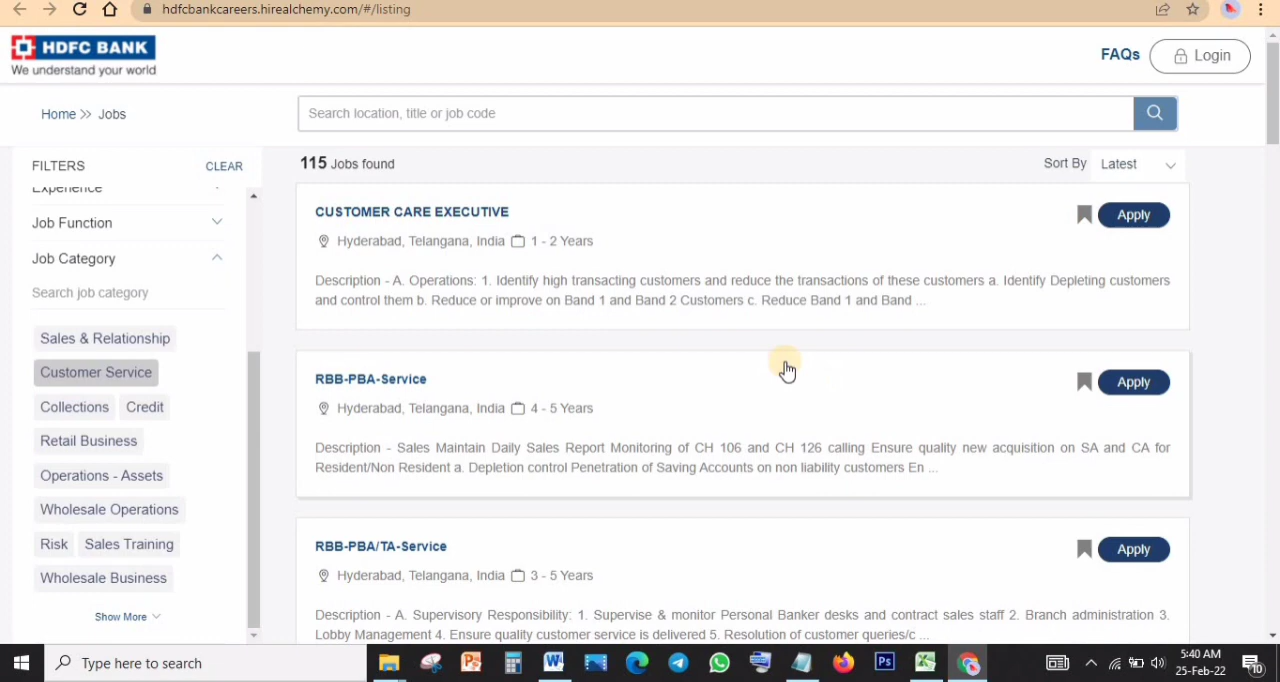 hdfcbankcareers.hirealchemy.com/#/listing
HDFC BANK
We understand your world
FAQs
Login
Home >> Jobs
Search location, title or job code
FILTERS
CLEAR
115 Jobs found
Sort By Latest
Experience
Job Function
Job Category
Search job category
Sales & Relationship
Customer Service
Collections
Credit
Retail Business
Operations - Assets
Wholesale Operations
Risk
Sales Training
Wholesale Business
Show More
CUSTOMER CARE EXECUTIVE
Apply
Hyderabad, Telangana, India 1 - 2 Years
Description - A. Operations: 1. Identify high transacting customers and reduce the transactions of these customers a. Identify Depleting customers
and control them b. Reduce or improve on Band 1 and Band 2 Customers c. Reduce Band 1 and Band ...
RBB-PBA-Service
Apply
Hyderabad, Telangana, India 4 - 5 Years
Description - Sales Maintain Daily Sales Report Monitoring of CH 106 and CH 126 calling Ensure quality new acquisition on SA and CA for
Resident/Non Resident a. Depletion control Penetration of Saving Accounts on non liability customers En ...
RBB-PBA/TA-Service
Apply
Hyderabad, Telangana, India 3 - 5 Years
Description - A. Supervisory Responsibility: 1. Supervise & monitor Personal Banker desks and contract sales staff 2. Branch administration 3.
Lobby Management 4. Ensure quality customer service is delivered 5. Resolution of customer queries/c ...
Type here to search
5:40 AM
25-Feb-22
10